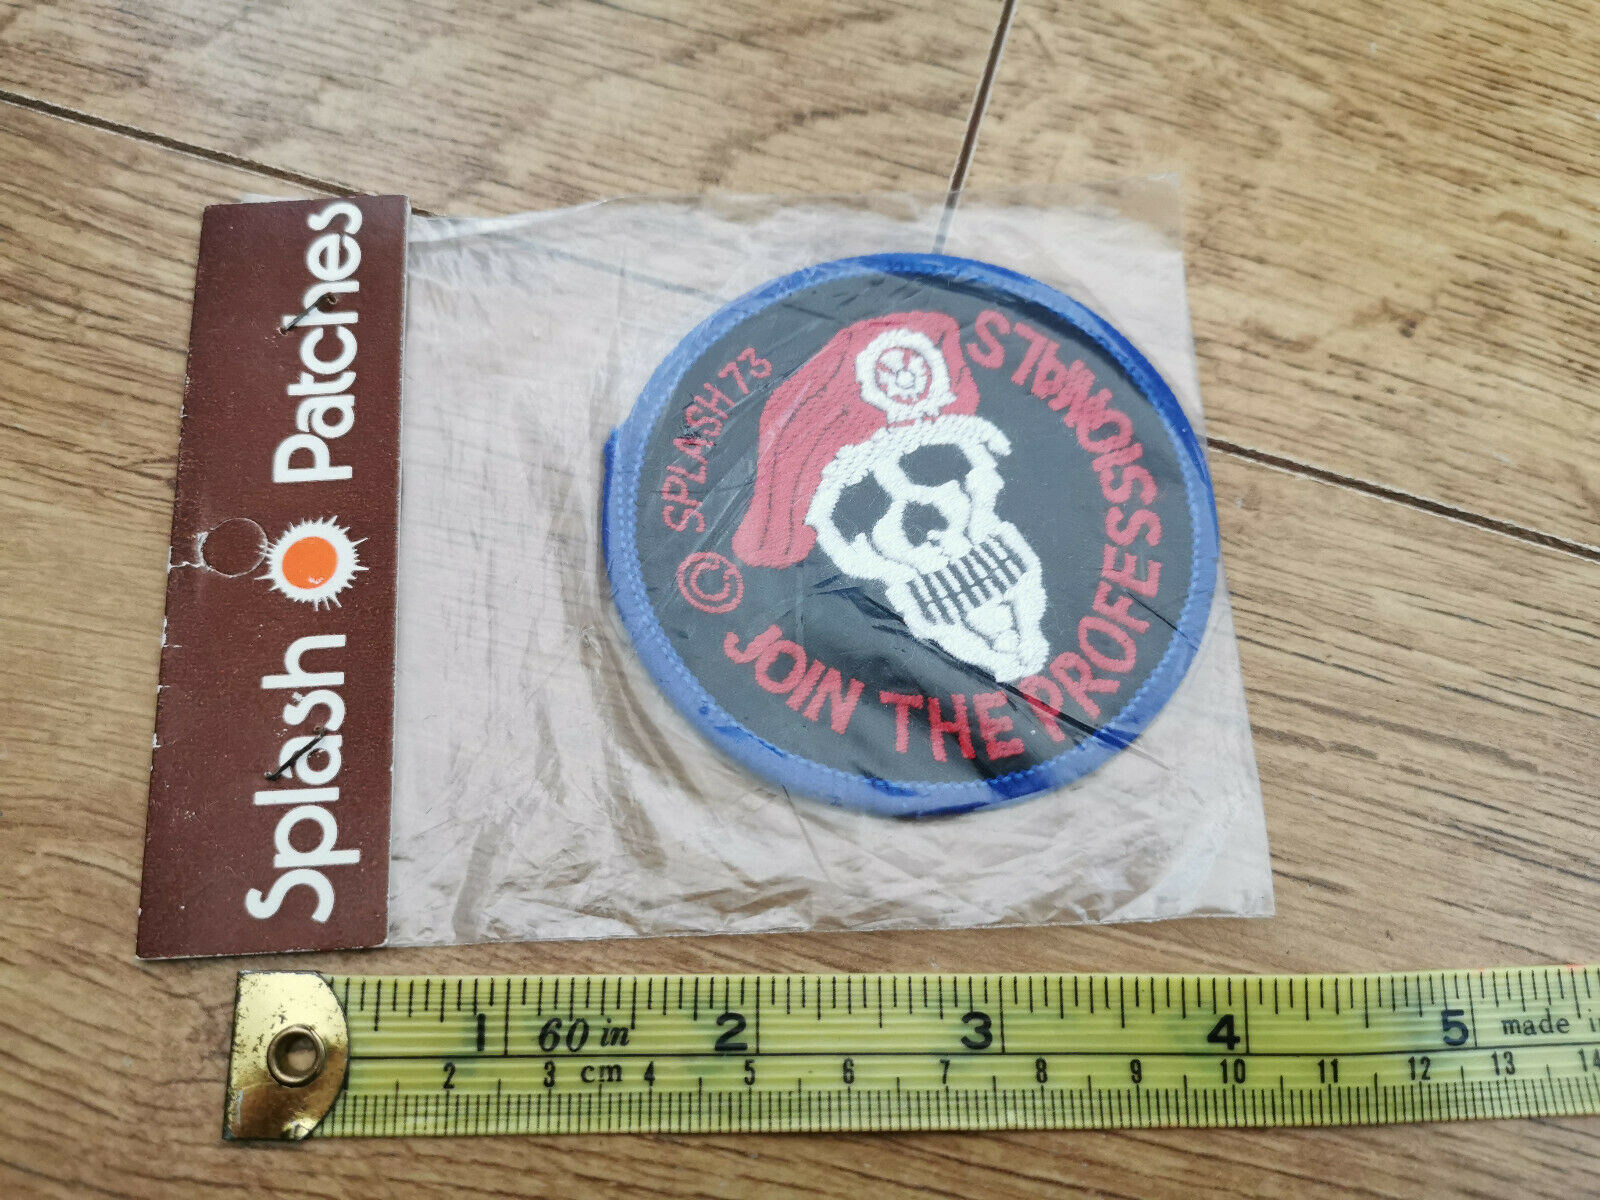 Splash Patches
© SPLASH 73
JOIN THE PROFESSIONALS
1 60 in 2 3 4 5 made in
2 3 cm 4 5 6 7 8 9 10 11 12 13 14